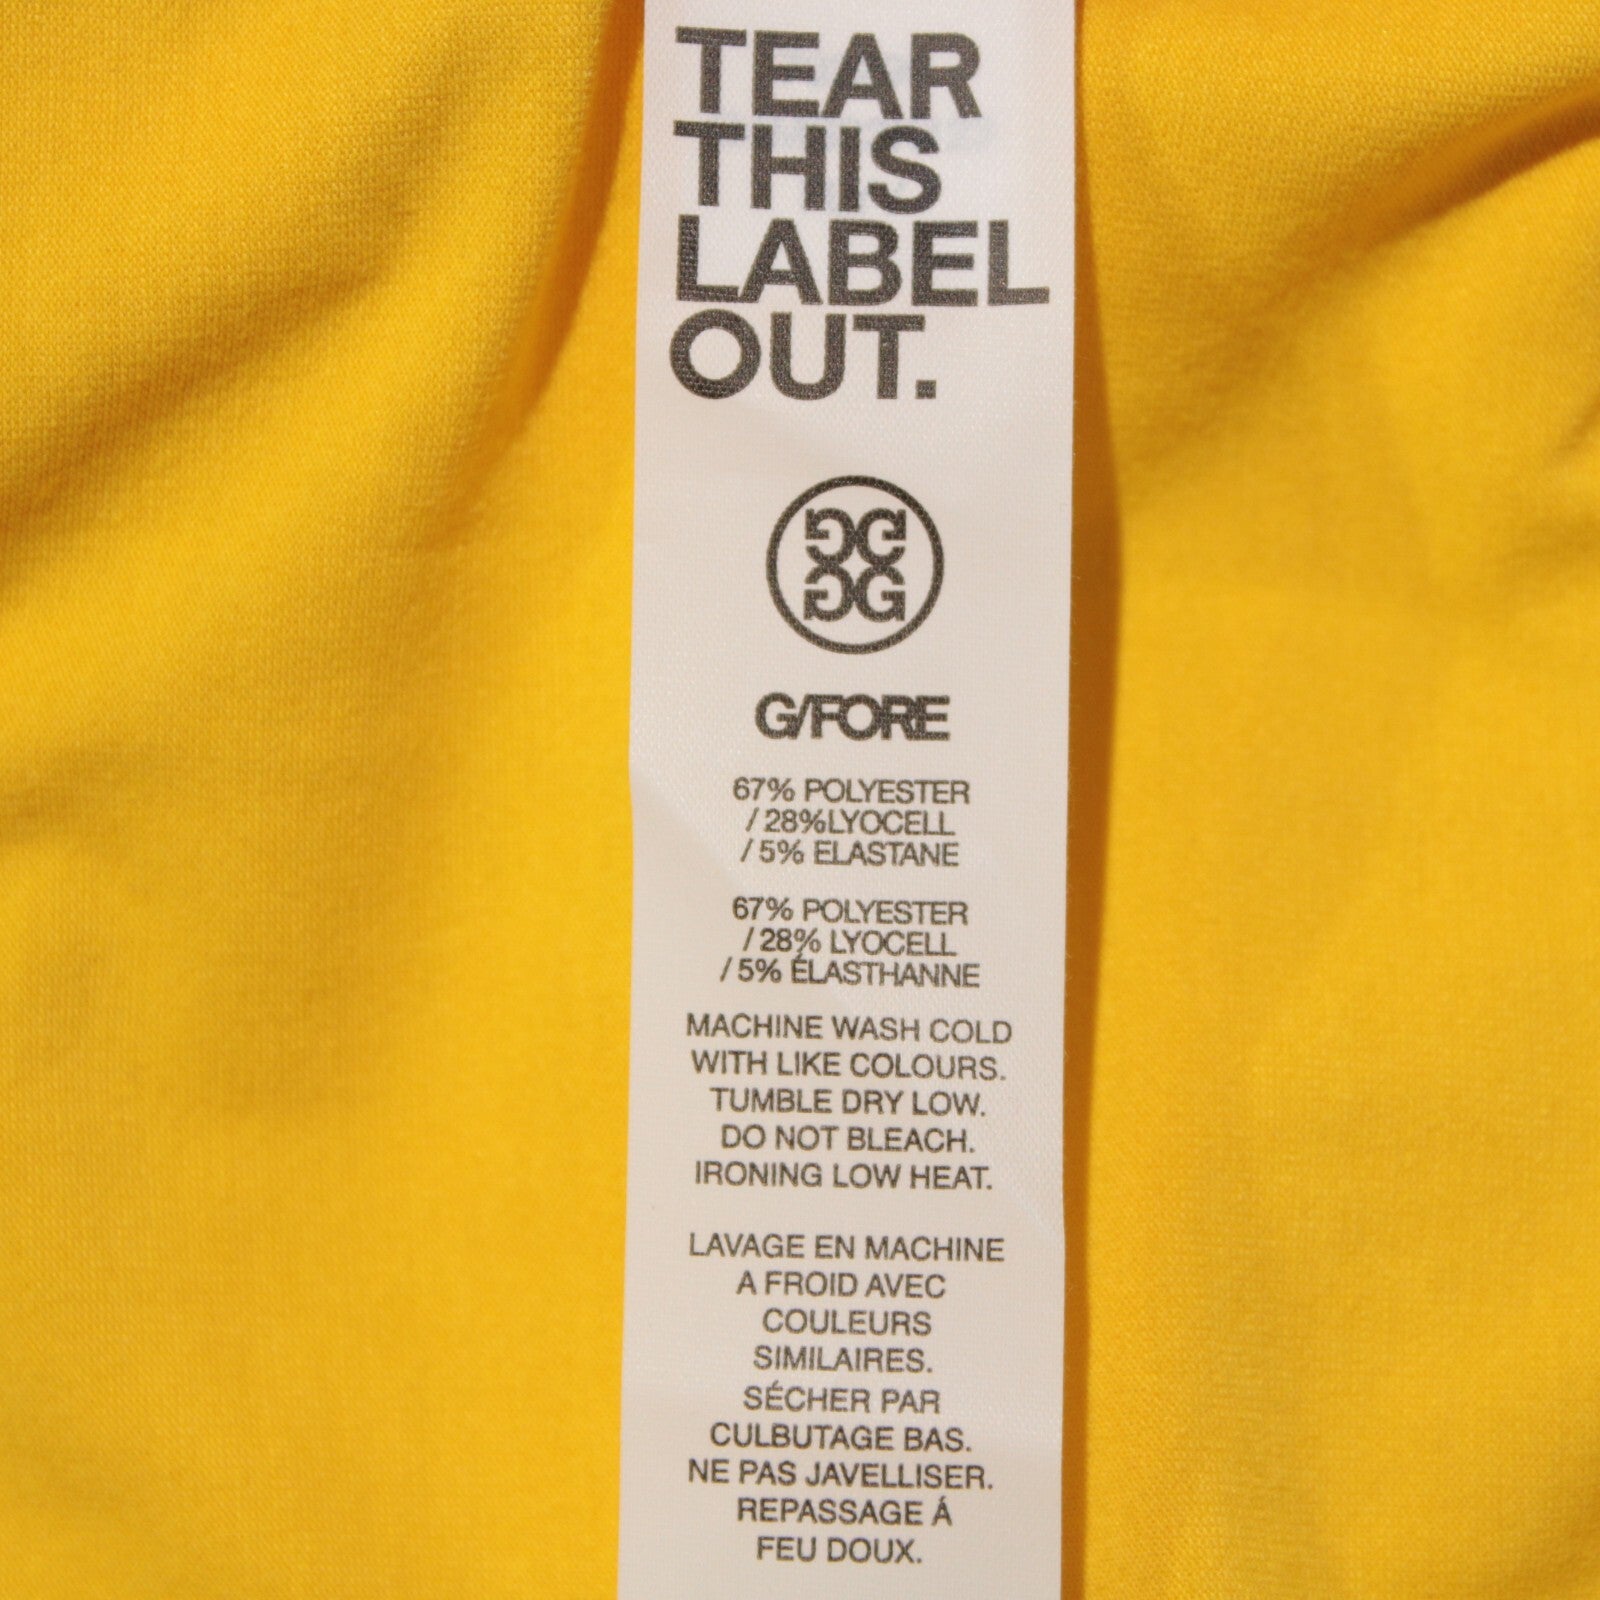 TEAR
THIS
LABEL
OUT.
G/FORE
67% POLYESTER
/ 28%LYOCELL
/ 5% ELASTANE
67% POLYESTER
/ 28% LYOCELL
/ 5% ÉLASTHANNE
MACHINE WASH COLD
WITH LIKE COLOURS.
TUMBLE DRY LOW.
DO NOT BLEACH.
IRONING LOW HEAT.
LAVAGE EN MACHINE
A FROID AVEC
COULEURS
SIMILAIRES.
SÉCHER PAR
CULBUTAGE BAS.
NE PAS JAVELLISER.
REPASSAGE Á
FEU DOUX.